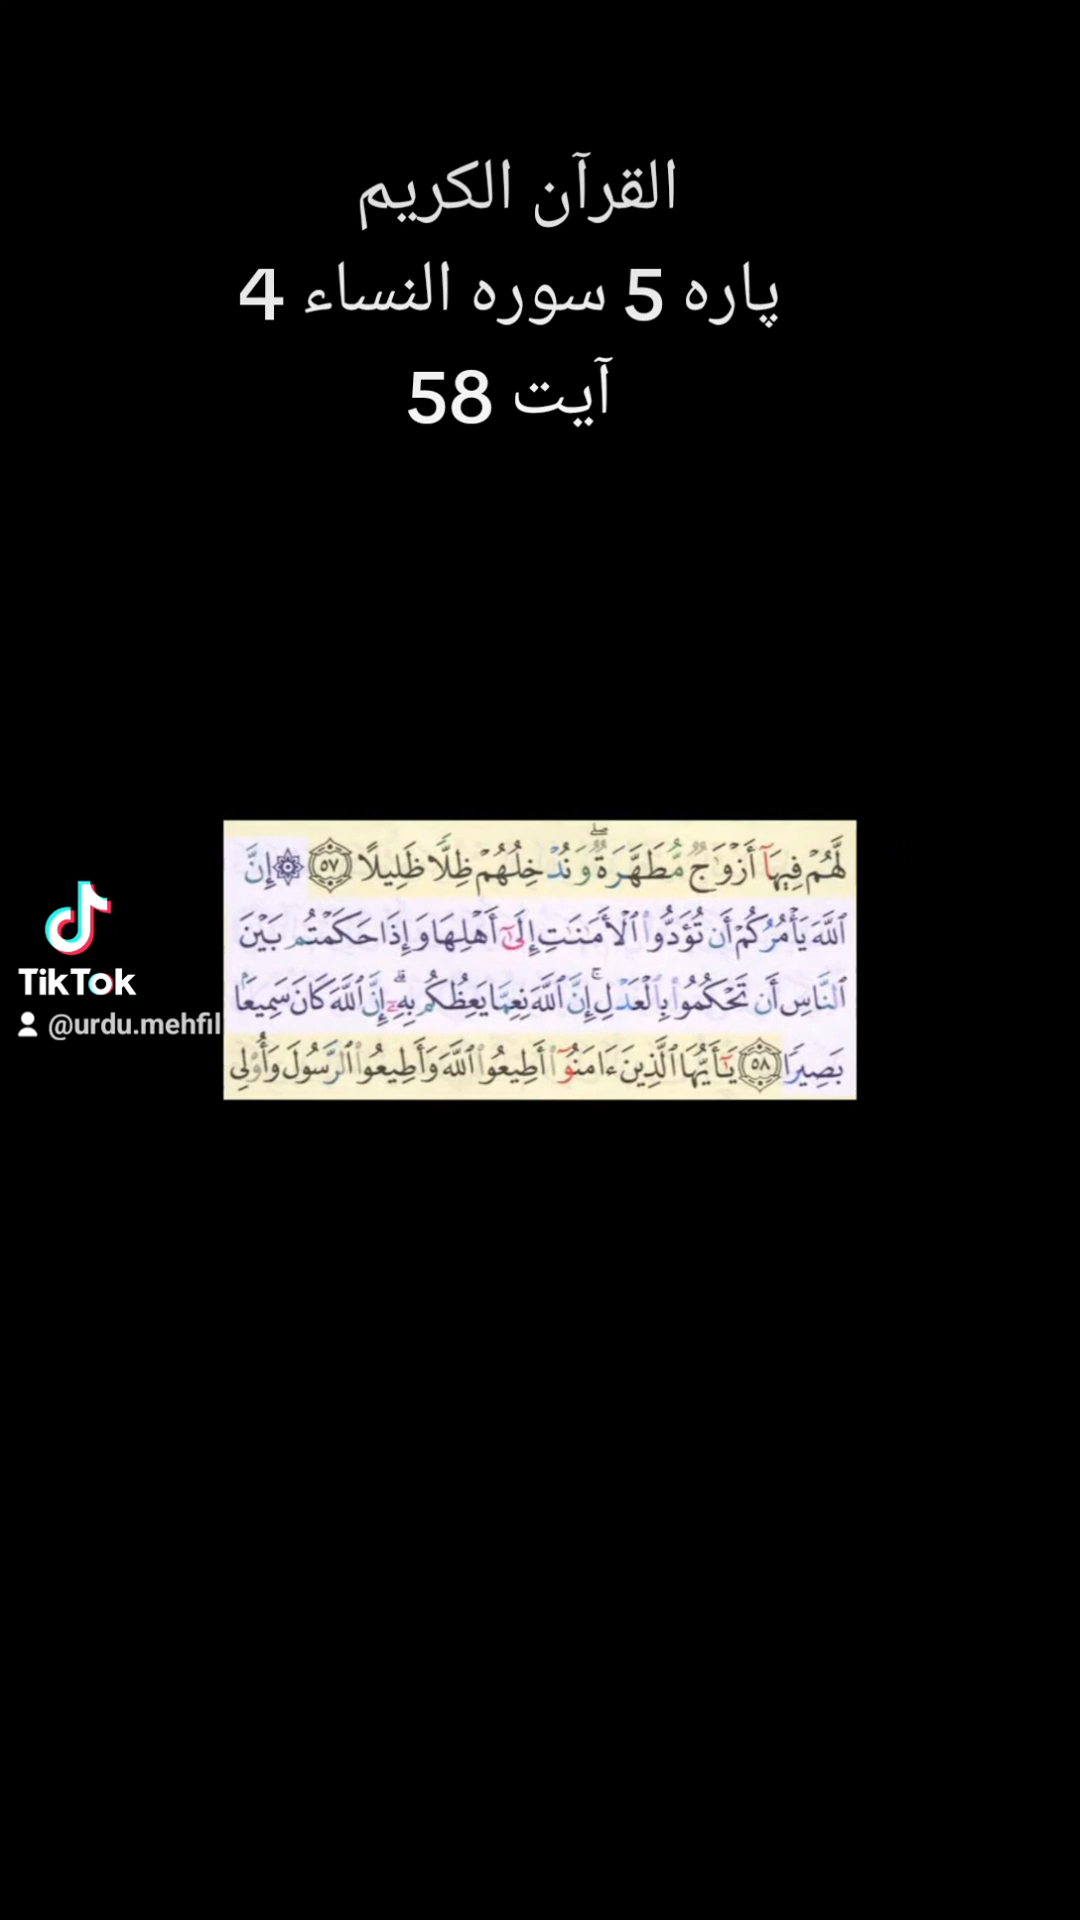 القرآن الكريم
پاره 5 سوره النساء 4
آیت 58
لَّهُمْ فِيهَآ أَزْوَٰجٌ مُّطَهَّرَةٌ ۖ وَنُدْخِلُهُمْ ظِلًّا ظَلِيلًا ٥٧ ۞ إِنَّ
ٱللَّهَ يَأْمُرُكُمْ أَن تُؤَدُّوا۟ ٱلْأَمَـٰنَـٰتِ إِلَىٰٓ أَهْلِهَا وَإِذَا حَكَمْتُم بَيْنَ
ٱلنَّاسِ أَن تَحْكُمُوا۟ بِٱلْعَدْلِ ۚ إِنَّ ٱللَّهَ نِعِمَّا يَعِظُكُم بِهِۦٓ ۗ إِنَّ ٱللَّهَ كَانَ سَمِيعًۢا
بَصِيرًا ٥٨ يَـٰٓأَيُّهَا ٱلَّذِينَ ءَامَنُوٓا۟ أَطِيعُوا۟ ٱللَّهَ وَأَطِيعُوا۟ ٱلرَّسُولَ وَأُو۟لِى
TikTok
@urdu.mehfil